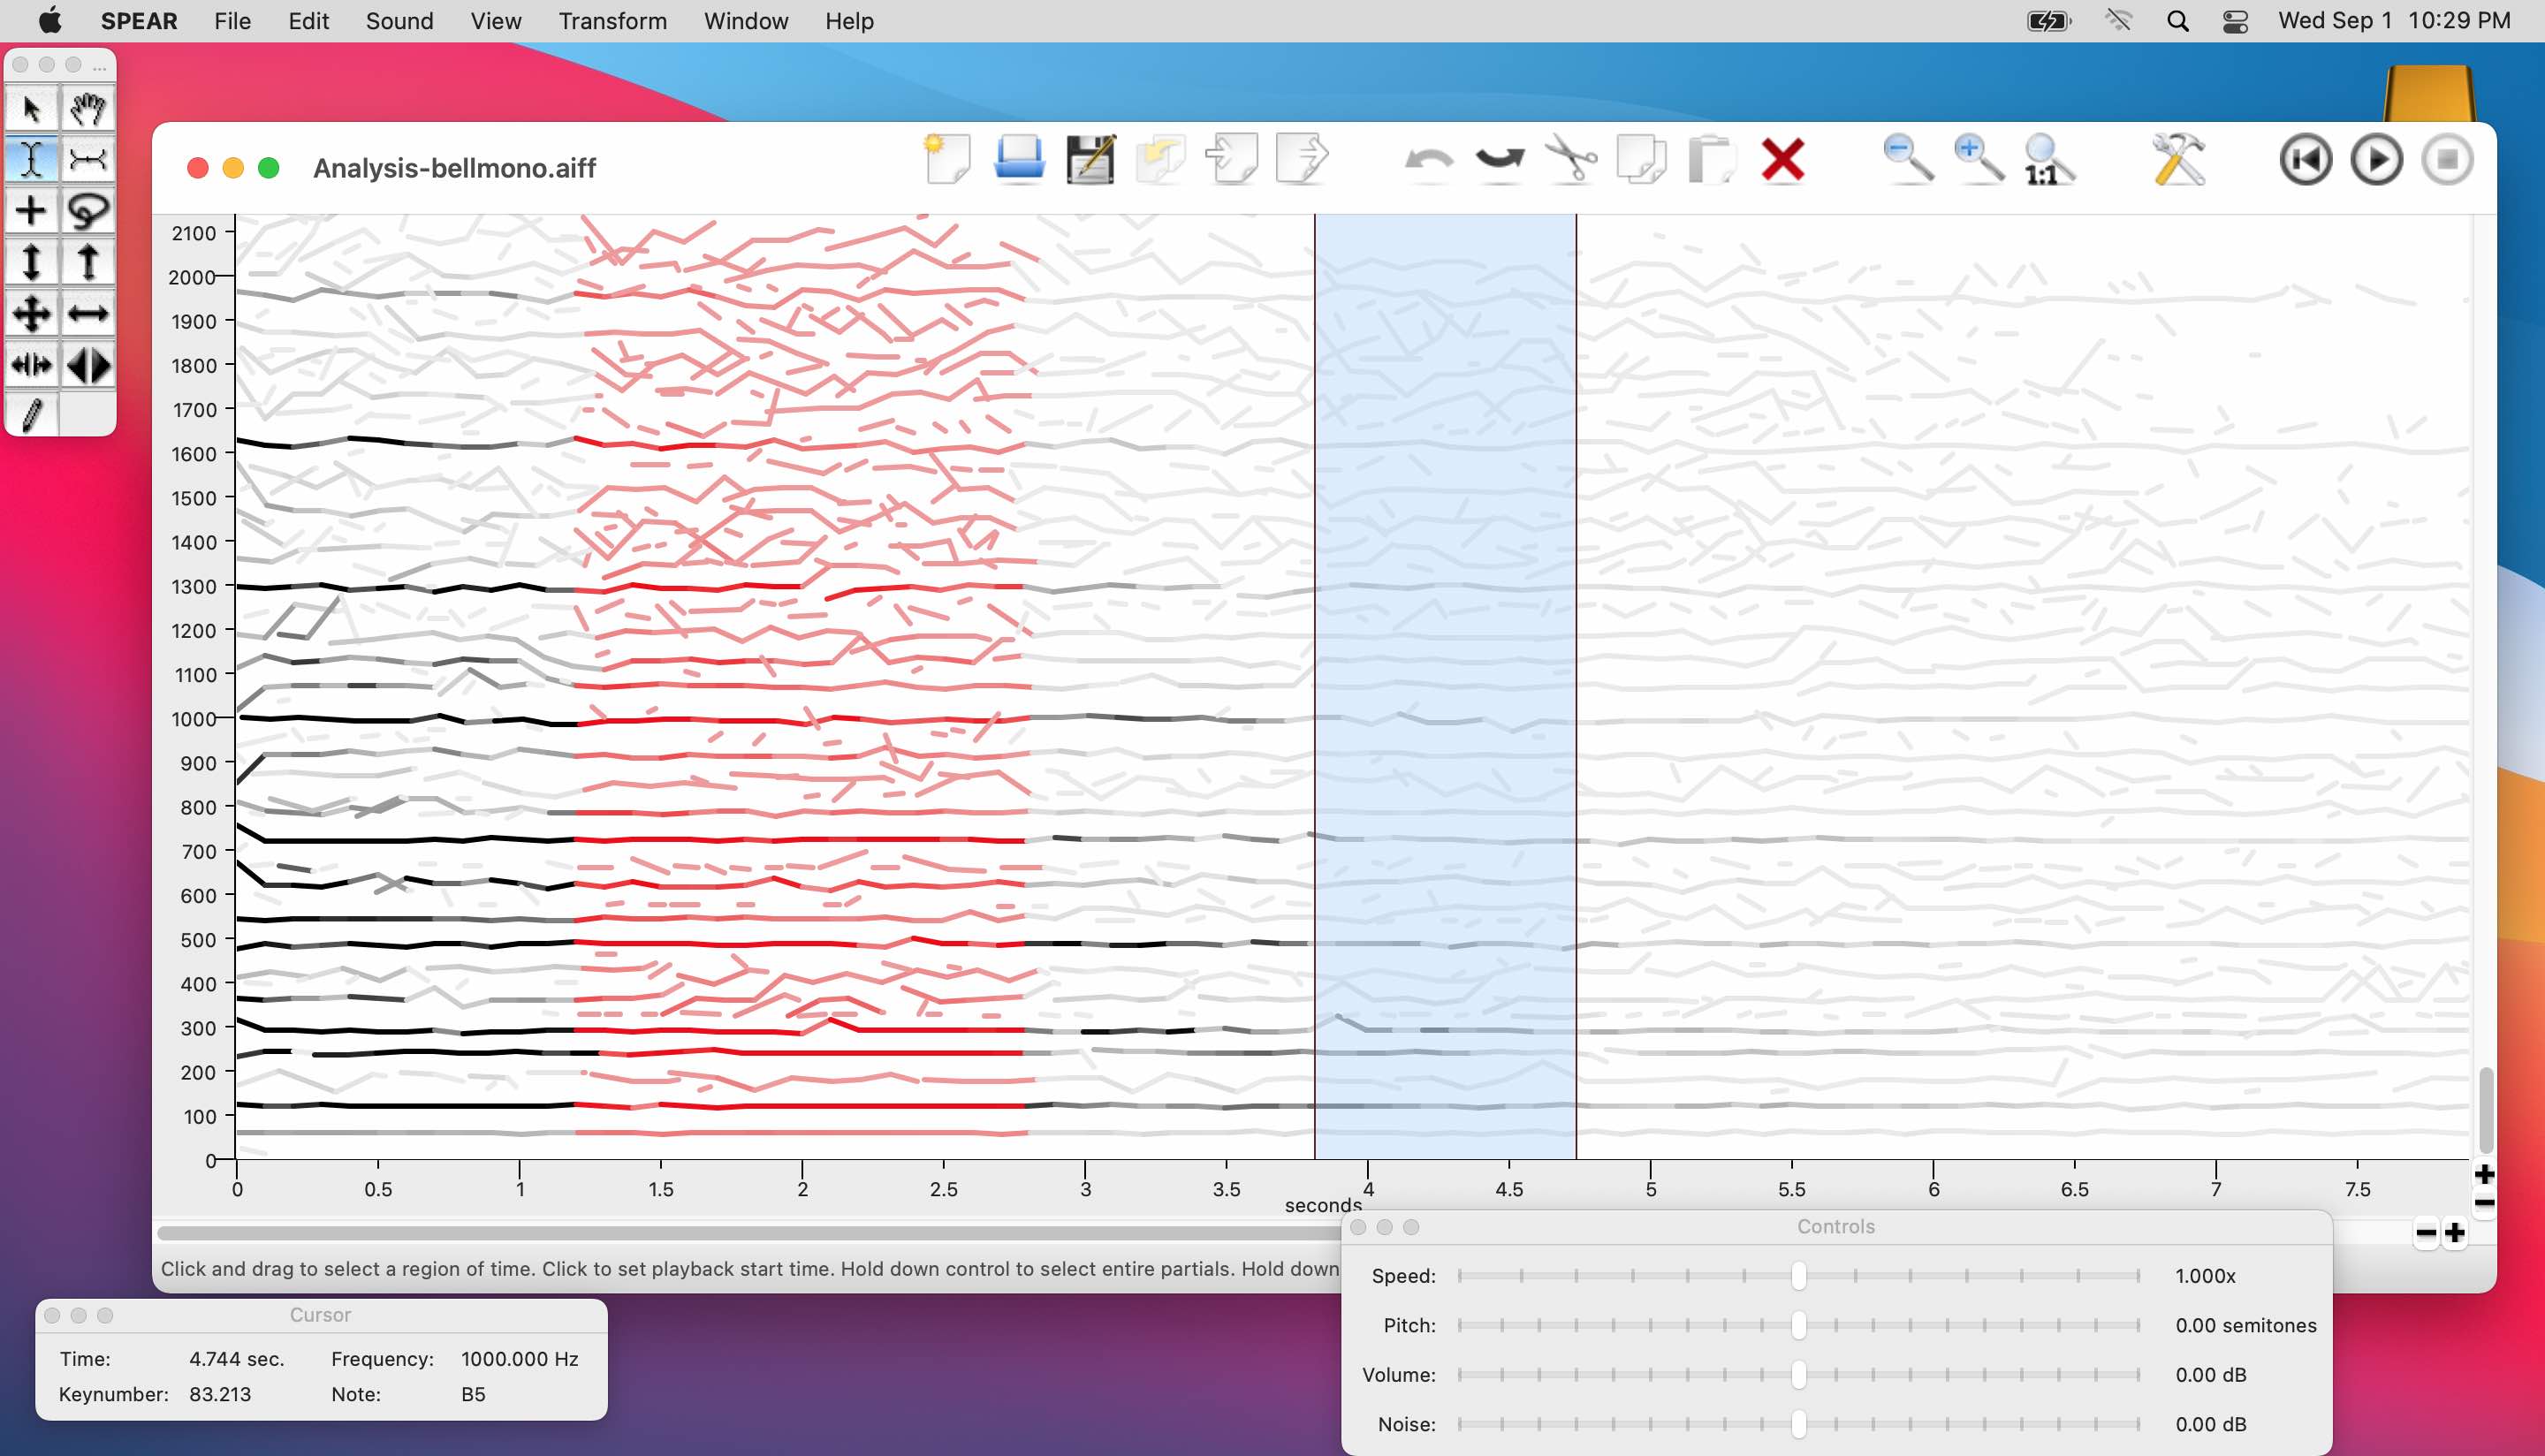 SPEAR File Edit Sound View Transform Window Help Wed Sep 1 10:29 PM
...
Analysis-bellmono.aiff
1:1
2100
2000
1900
1800
1700
1600
1500
1400
1300
1200
1100
1000
900
800
700
600
500
400
300
200
100
0
0 0.5 1 1.5 2 2.5 3 3.5 4 4.5 5 5.5 6 6.5 7 7.5
seconds
Click and drag to select a region of time. Click to set playback start time. Hold down control to select entire partials. Hold down
Controls
Speed: 1.000x
Pitch: 0.00 semitones
Volume: 0.00 dB
Noise: 0.00 dB
Cursor
Time: 4.744 sec. Frequency: 1000.000 Hz
Keynumber: 83.213 Note: B5